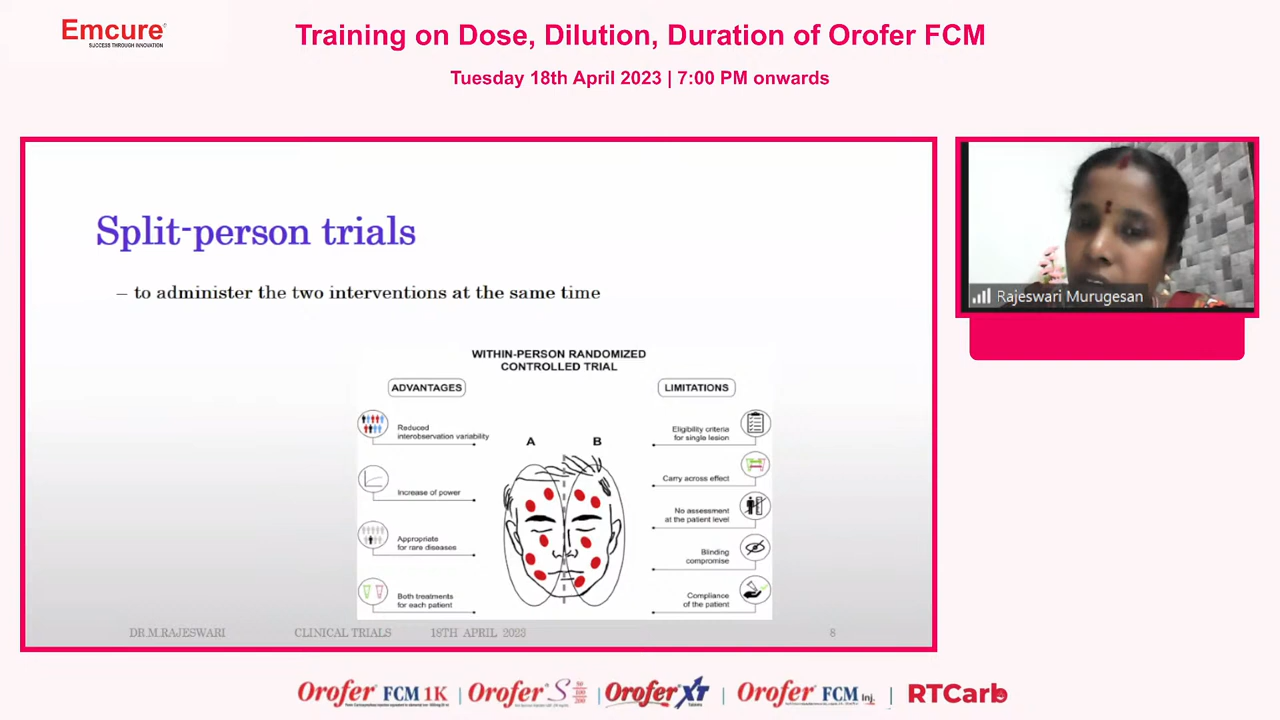 Emcure
SUCCESS THROUGH INNOVATION
Training on Dose, Dilution, Duration of Orofer FCM
Tuesday 18th April 2023 | 7:00 PM onwards
Split-person trials
– to administer the two interventions at the same time
WITHIN-PERSON RANDOMIZED
CONTROLLED TRIAL
ADVANTAGES
Reduced
interobservation variability
Increase of power
Appropriate
for rare diseases
Both treatments
for each patient
A B
LIMITATIONS
Eligibility criteria
for single lesion
Carry across effect
No assessment
at the patient level
Blinding
compromise
Compliance
of the patient
DR.M.RAJESWARI CLINICAL TRIALS 18TH APRIL 2023 8
Rajeswari Murugesan
Orofer FCM 1K | Orofer S 50 100 200 | Orofer XT Tablets | Orofer FCM Inj. | RTCarb